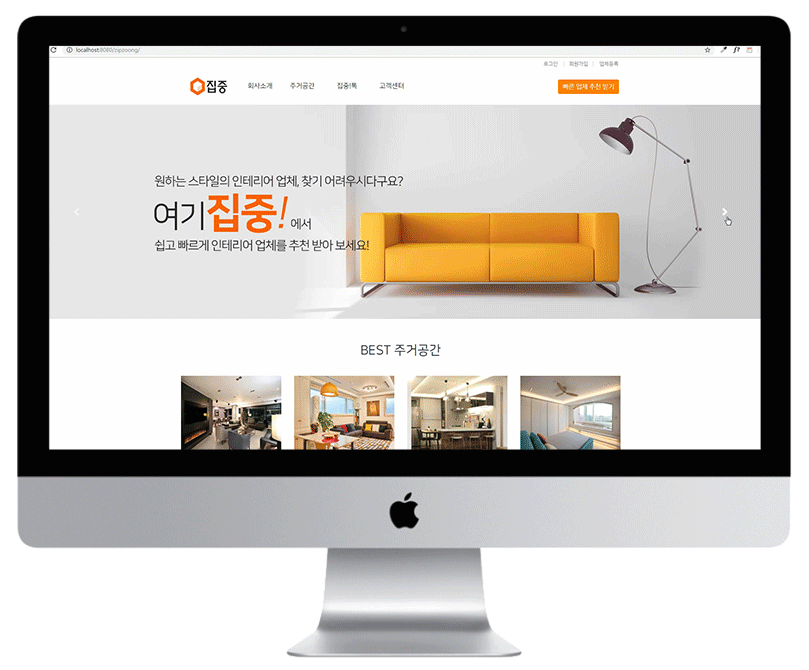 localhost:8080/zipzoong/
로그인 | 회원가입 | 업체등록
집중 회사소개 주거공간 집중!톡 고객센터 빠른 업체 추천 받기
원하는 스타일의 인테리어 업체, 찾기 어려우시다구요?
여기집중! 에서
쉽고 빠르게 인테리어 업체를 추천 받아 보세요!
BEST 주거공간